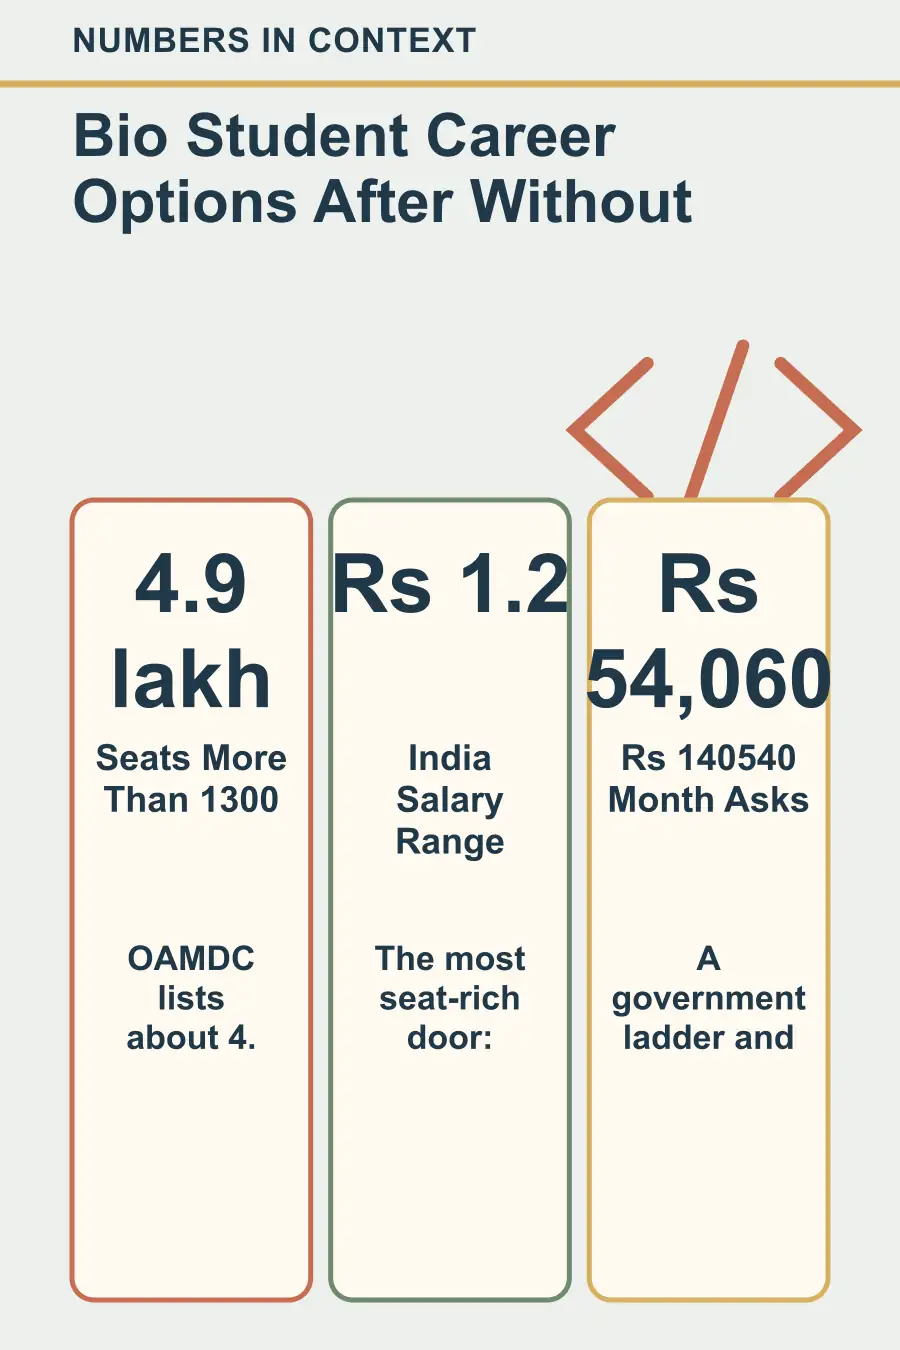 NUMBERS IN CONTEXT
Bio Student Career
Options After Without
4.9
lakh
Seats More
Than 1300
OAMDC
lists
about 4.
Rs 1.2
India
Salary
Range
The most
seat-rich
door:
Rs
54,060
Rs 140540
Month Asks
A
government
ladder and